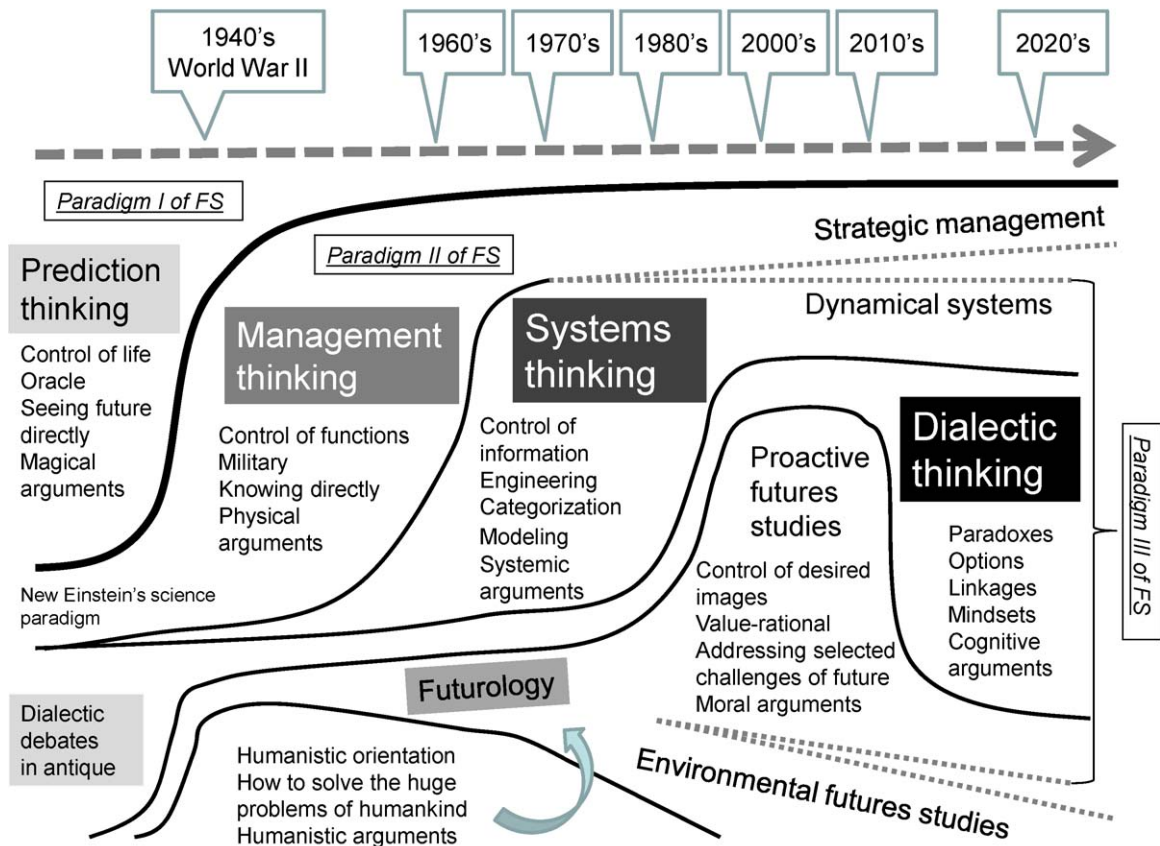 1940's
World War II
1960's
1970's
1980's
2000's
2010's
2020's
Paradigm I of FS
Paradigm II of FS
Strategic management
Prediction
thinking
Control of life
Oracle
Seeing future
directly
Magical
arguments
Management
thinking
Control of functions
Military
Knowing directly
Physical
arguments
Systems
thinking
Control of
information
Engineering
Categorization
Modeling
Systemic
arguments
Dynamical systems
Proactive
futures
studies
Control of desired
images
Value-rational
Addressing selected
challenges of future
Moral arguments
Dialectic
thinking
Paradoxes
Options
Linkages
Mindsets
Cognitive
arguments
Paradigm III of FS
New Einstein's science
paradigm
Dialectic
debates
in antique
Futurology
Humanistic orientation
How to solve the huge
problems of humankind
Humanistic arguments
Environmental futures studies